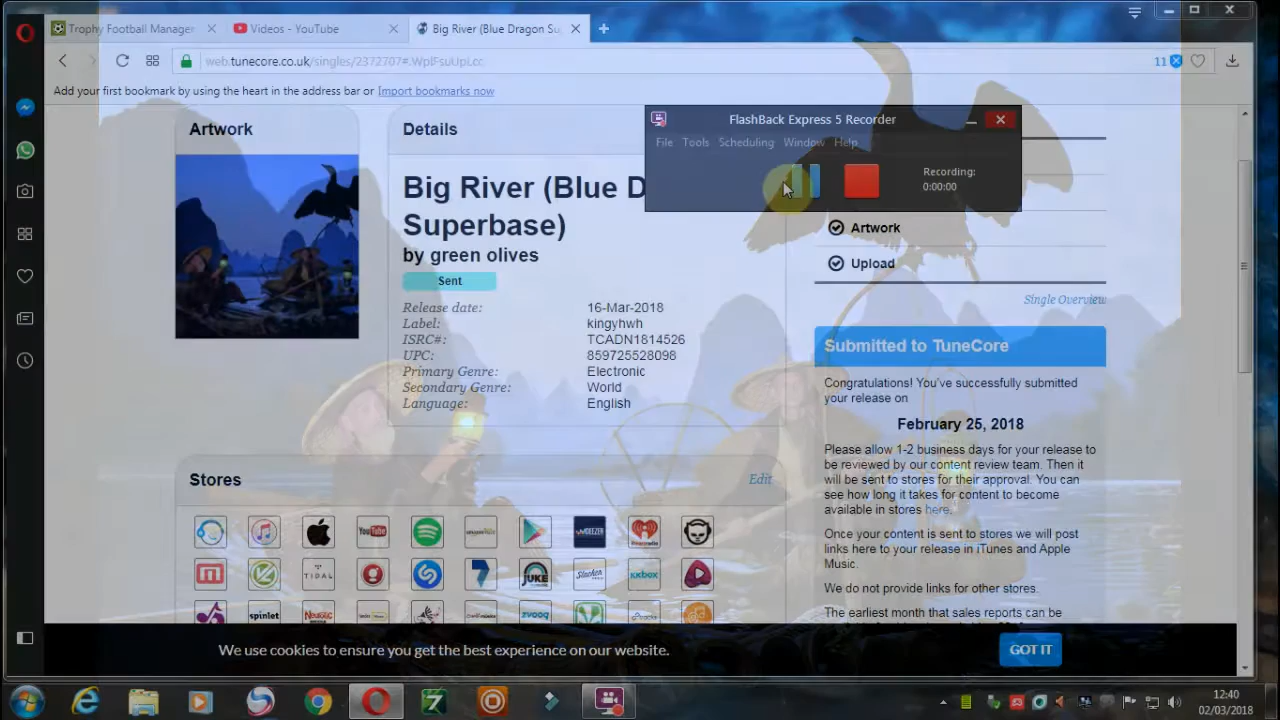 Trophy Football Manager
Videos - YouTube
Big River (Blue Dragon Su
web.tunecore.co.uk/singles/2372707#.WplFsuUpLcc
11
Add your first bookmark by using the heart in the address bar or Import bookmarks now
Artwork
Details
FlashBack Express 5 Recorder
File Tools Scheduling Window Help
Recording:
0:00:00
Big River (Blue D
Superbase)
by green olives
Sent
Release date: 16-Mar-2018
Label: kingyhwh
ISRC#: TCADN1814526
UPC: 859725528098
Primary Genre: Electronic
Secondary Genre: World
Language: English
Artwork
Upload
Single Overview
Submitted to TuneCore
Congratulations! You've successfully submitted
your release on
February 25, 2018
Please allow 1-2 business days for your release to
be reviewed by our content review team. Then it
will be sent to stores for their approval. You can
see how long it takes for content to become
available in stores here.
Once your content is sent to stores we will post
links here to your release in iTunes and Apple
Music.
We do not provide links for other stores.
The earliest month that sales reports can be
Stores
Edit
YouTube
DEEZER
TIDAL
JUKE
Slacker
KKBOX
spinlet
We use cookies to ensure you get the best experience on our website.
GOT IT
12:40
02/03/2018